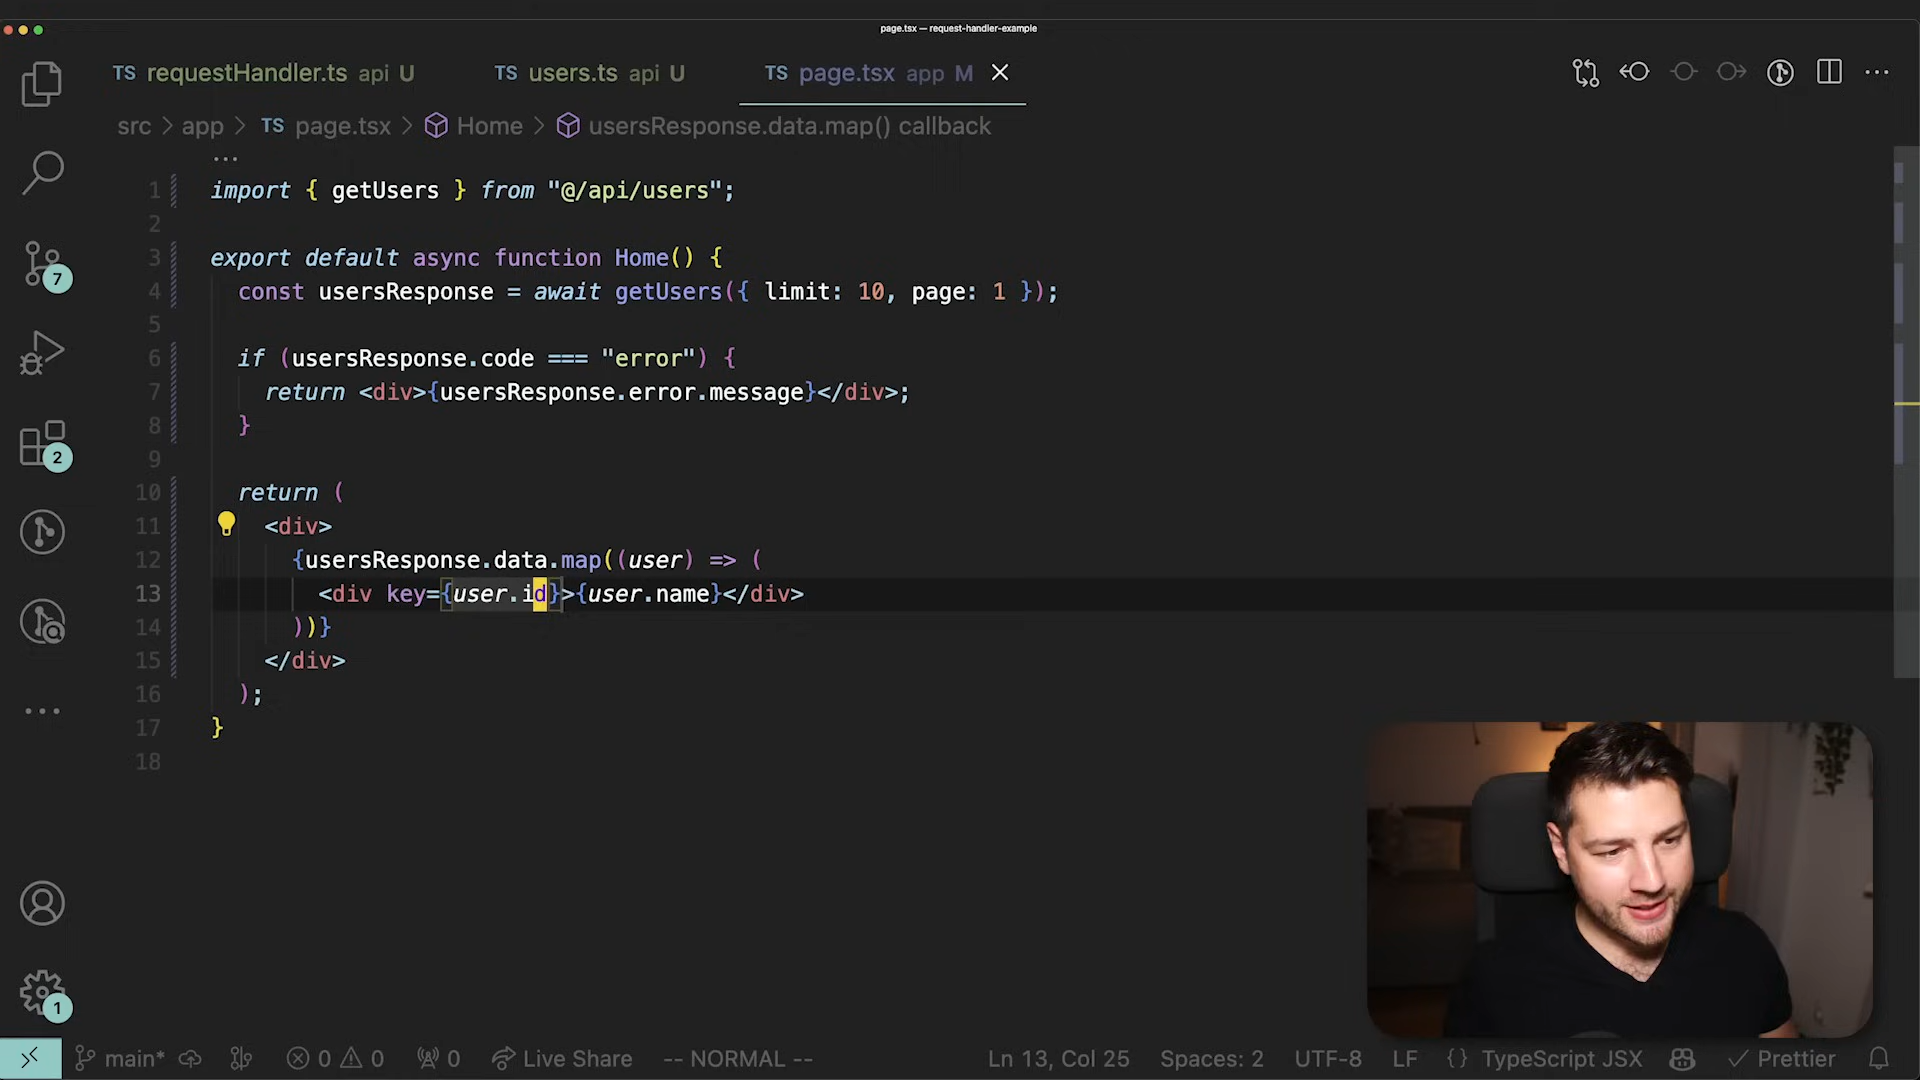 page.tsx — request-handler-example
TS requestHandler.ts api U
TS users.ts api U
TS page.tsx app M
src > app > TS page.tsx > Home > usersResponse.data.map() callback
...
1 import { getUsers } from "@/api/users";
2
3 export default async function Home() {
4 const usersResponse = await getUsers({ limit: 10, page: 1 });
5
6 if (usersResponse.code === "error") {
7 return <div>{usersResponse.error.message}</div>;
8 }
9
10 return (
11 <div>
12 {usersResponse.data.map((user) => (
13 <div key={user.id}>{user.name}</div>
14 ))}
15 </div>
16 );
17 }
18
7
2
1
main* 0 0 0 Live Share -- NORMAL -- Ln 13, Col 25 Spaces: 2 UTF-8 LF {} TypeScript JSX Prettier